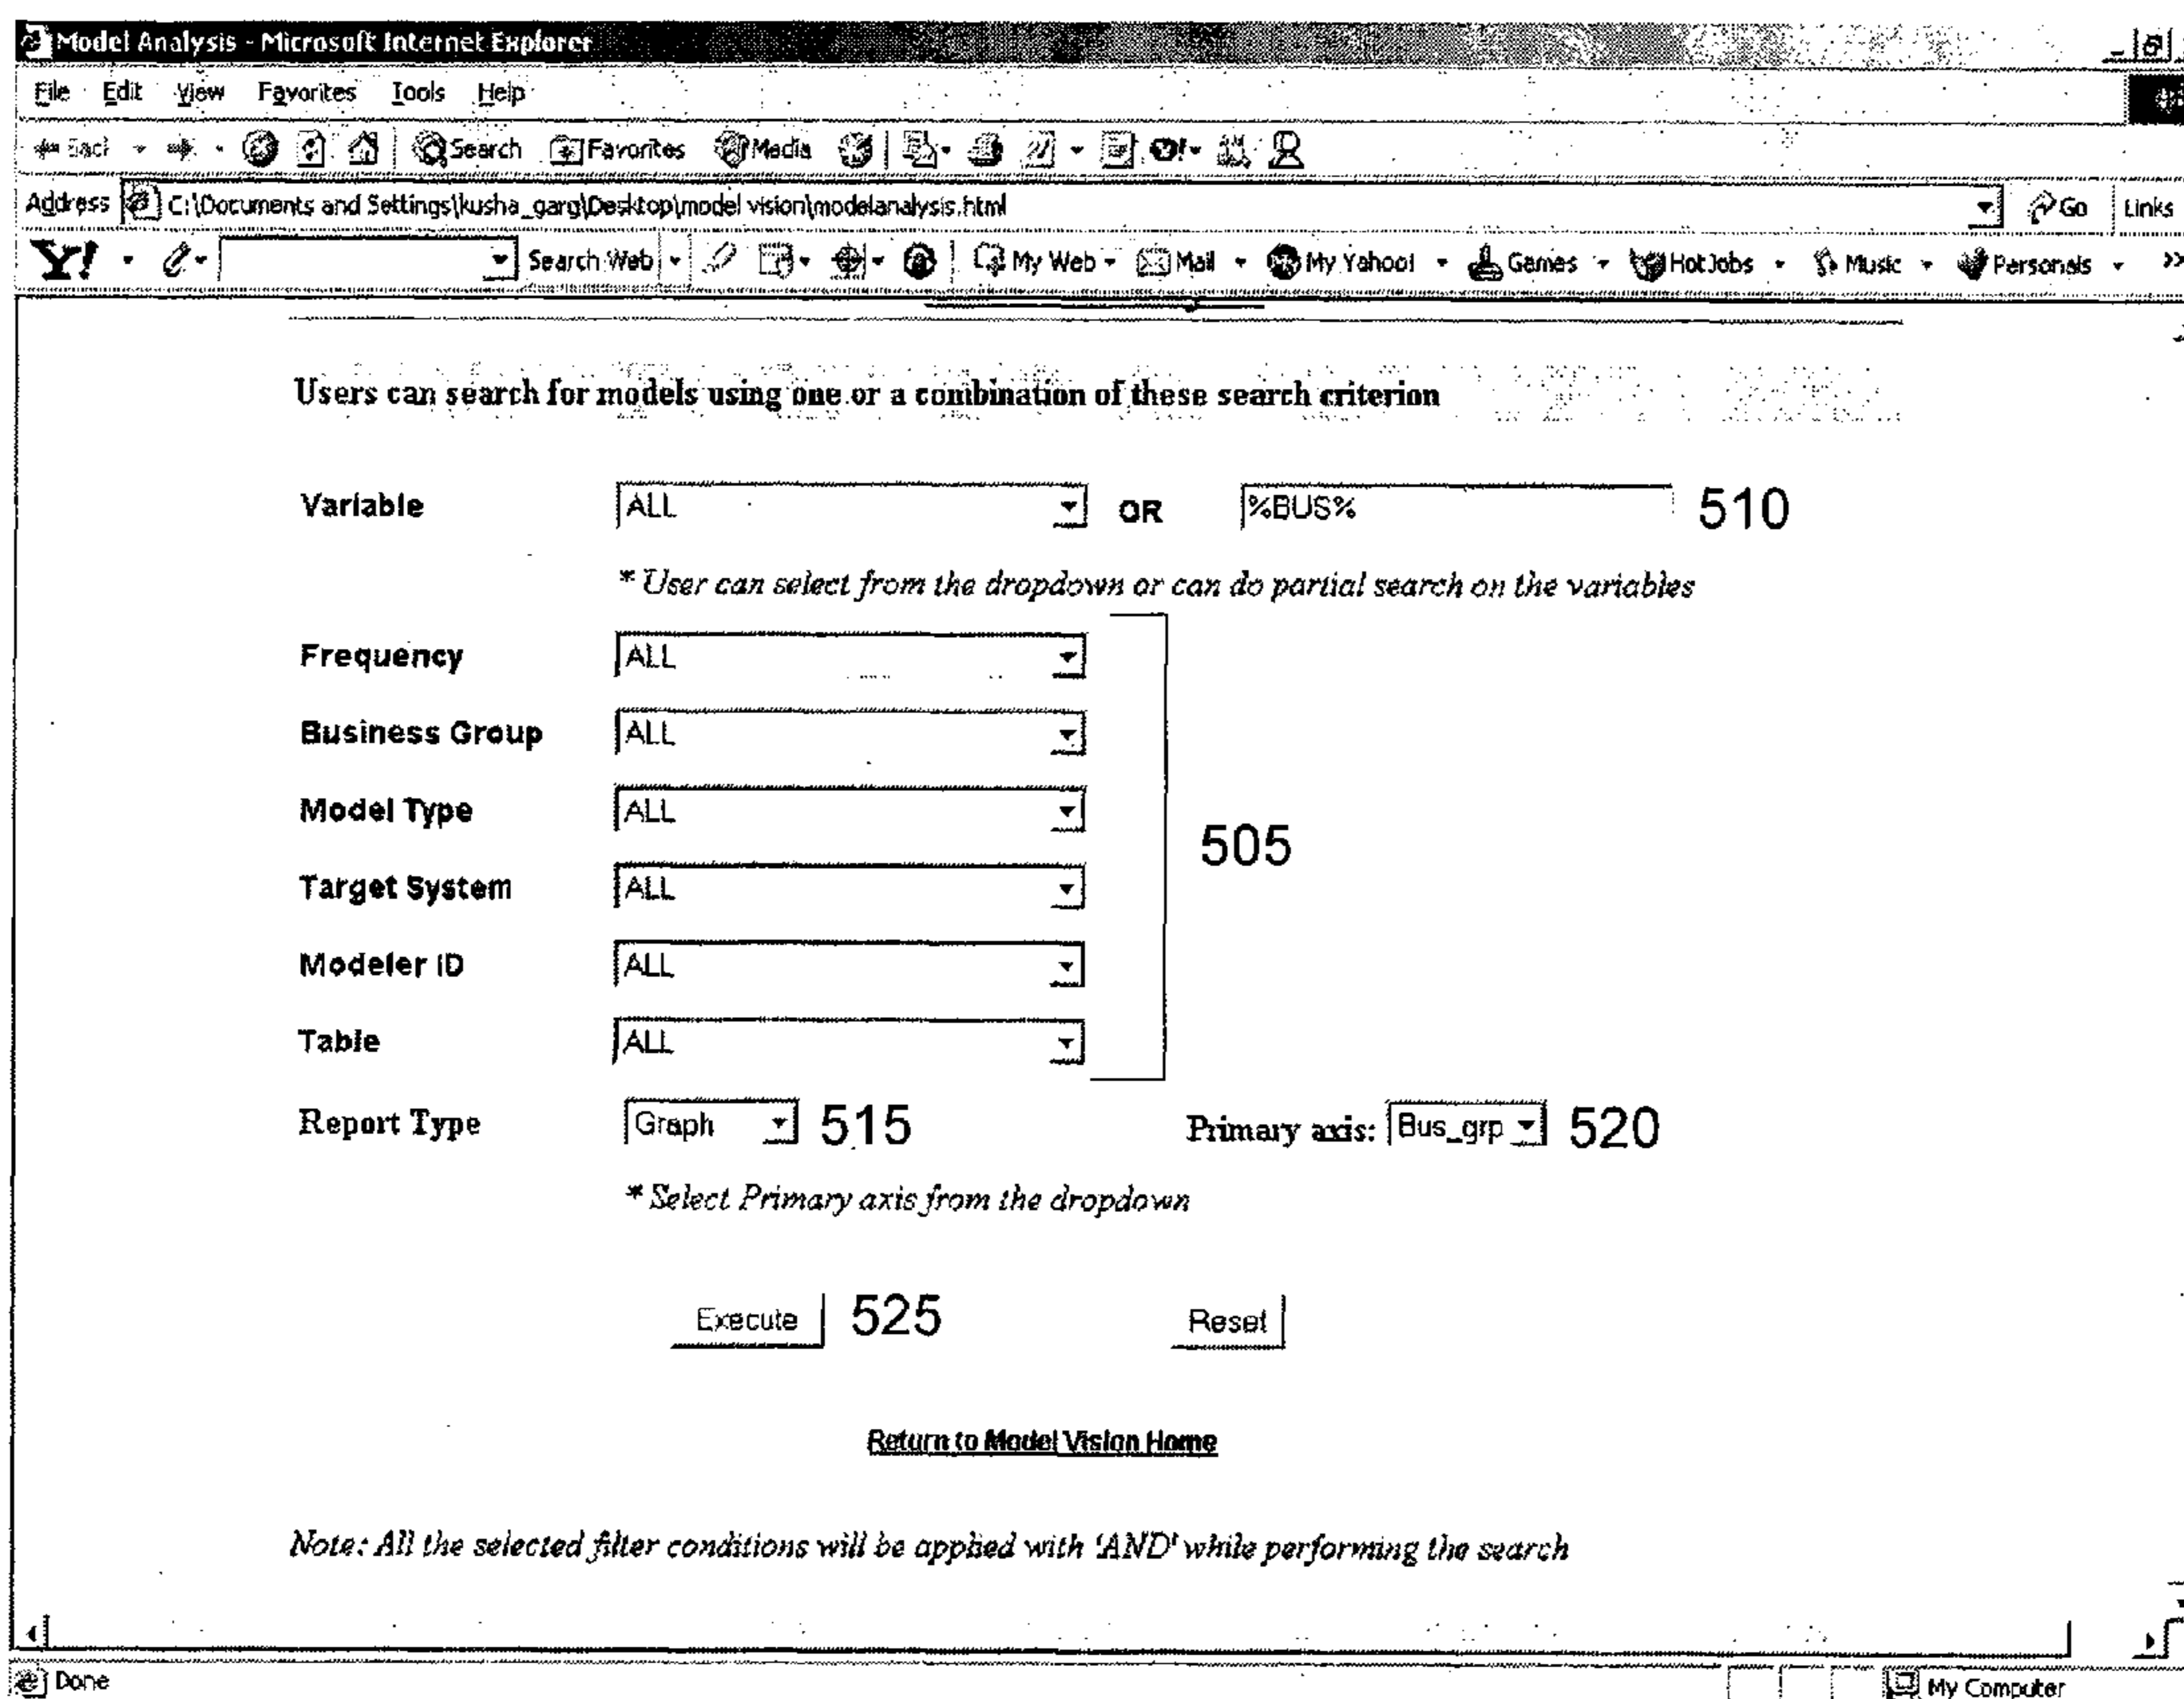 Model Analysis - Microsoft Internet Explorer
File Edit View Favorites Tools Help
Back Search Favorites Media
Address C:\Documents and Settings\kusha_garg\Desktop\model vision\modelanalysis.html Go Links
Y! Search Web My Web Mail My Yahoo! Games HotJobs Music Personals >>
Users can search for models using one or a combination of these search criterion
Variable ALL OR %BUS% 510
* User can select from the dropdown or can do partial search on the variables
Frequency ALL
Business Group ALL
Model Type ALL
505
Target System ALL
Modeler ID ALL
Table ALL
Report Type Graph 515 Primary axis: Bus_grp 520
* Select Primary axis from the dropdown
Execute 525 Reset
Return to Model Vision Home
Note: All the selected filter conditions will be applied with 'AND' while performing the search
Done My Computer